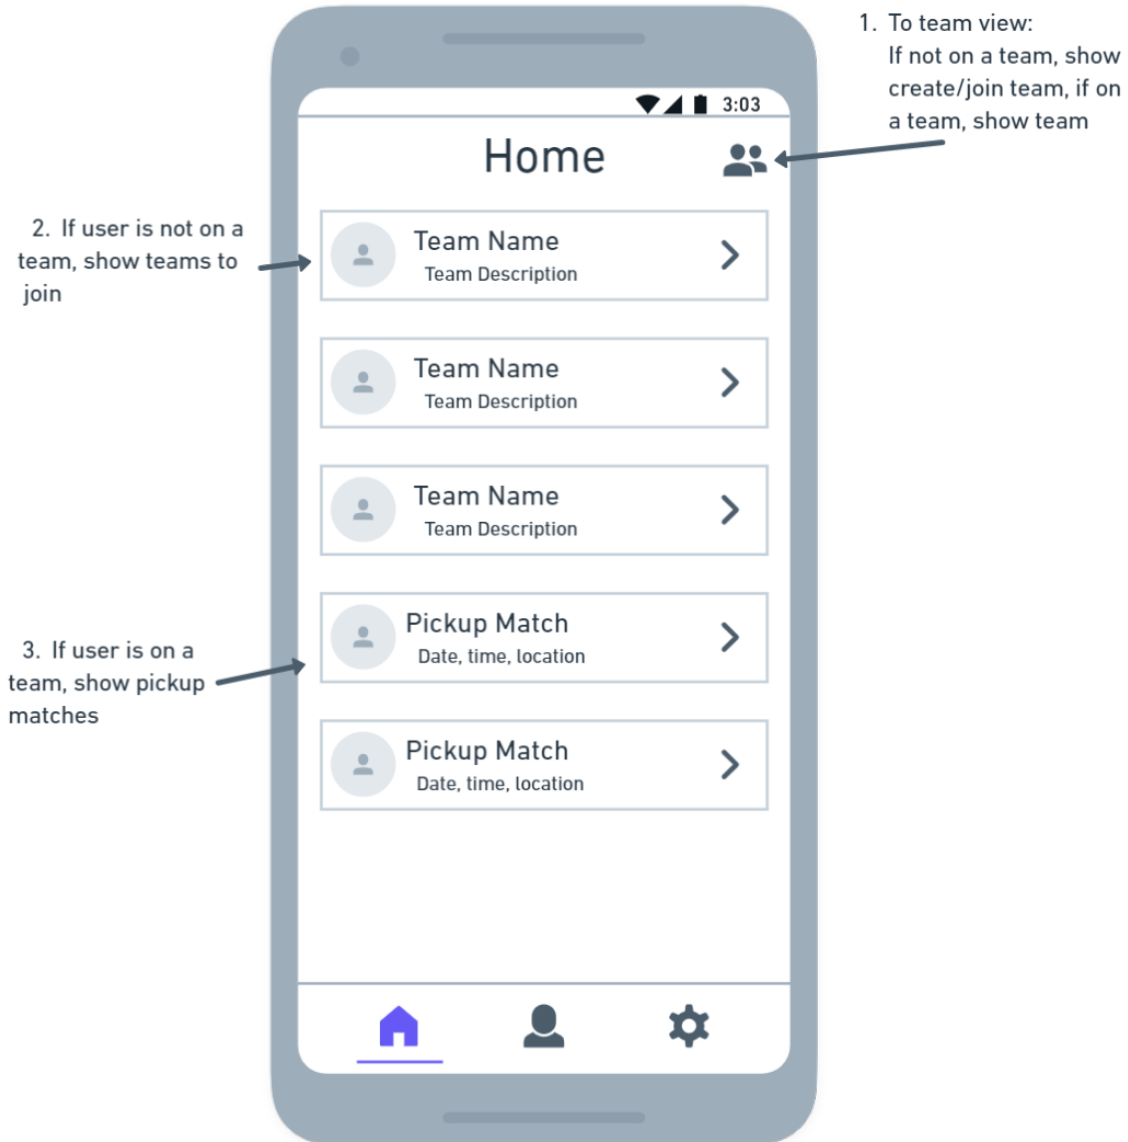 1. To team view:
If not on a team, show
create/join team, if on
a team, show team
3:03
Home
2. If user is not on a
team, show teams to
join
Team Name
Team Description
Team Name
Team Description
Team Name
Team Description
3. If user is on a
team, show pickup
matches
Pickup Match
Date, time, location
Pickup Match
Date, time, location